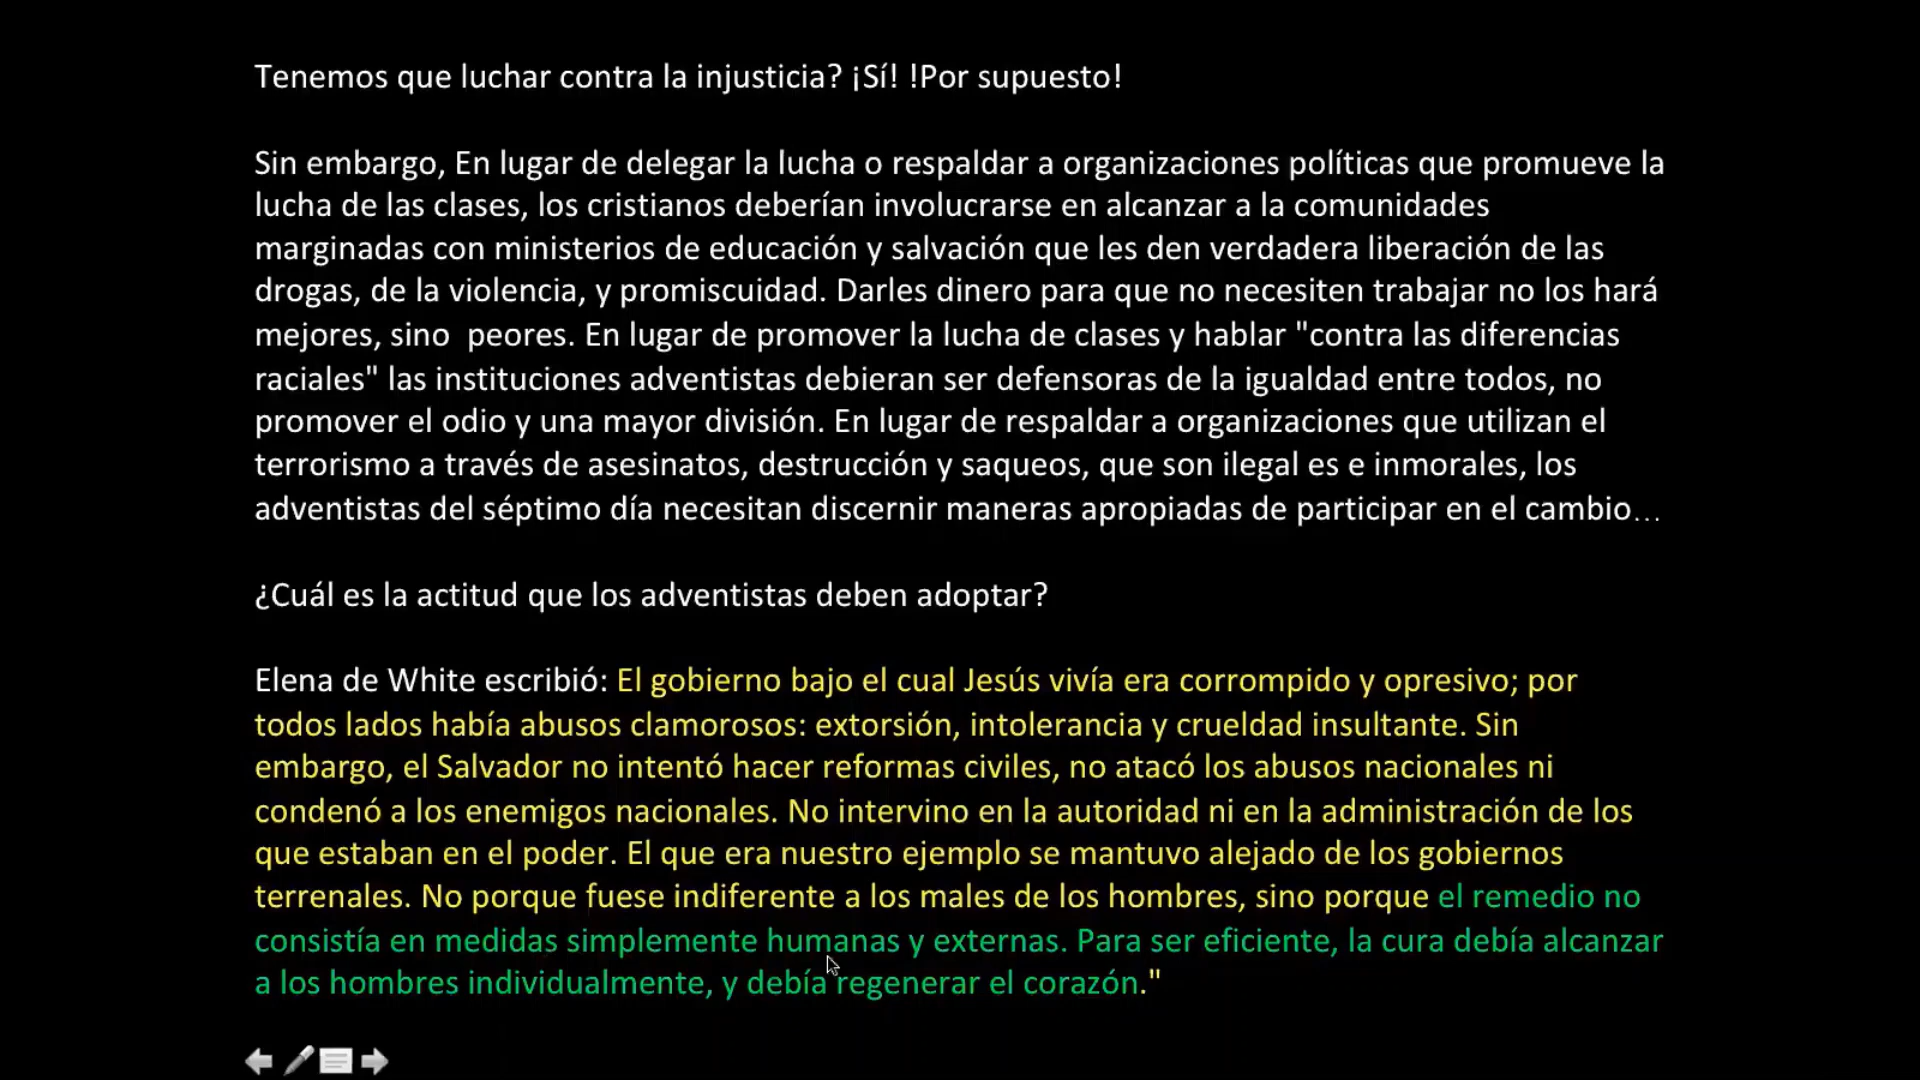 Tenemos que luchar contra la injusticia? ¡Sí! !Por supuesto!
Sin embargo, En lugar de delegar la lucha o respaldar a organizaciones políticas que promueve la
lucha de las clases, los cristianos deberían involucrarse en alcanzar a la comunidades
marginadas con ministerios de educación y salvación que les den verdadera liberación de las
drogas, de la violencia, y promiscuidad. Darles dinero para que no necesiten trabajar no los hará
mejores, sino  peores. En lugar de promover la lucha de clases y hablar "contra las diferencias
raciales" las instituciones adventistas debieran ser defensoras de la igualdad entre todos, no
promover el odio y una mayor división. En lugar de respaldar a organizaciones que utilizan el
terrorismo a través de asesinatos, destrucción y saqueos, que son ilegal es e inmorales, los
adventistas del séptimo día necesitan discernir maneras apropiadas de participar en el cambio…
¿Cuál es la actitud que los adventistas deben adoptar?
Elena de White escribió: El gobierno bajo el cual Jesús vivía era corrompido y opresivo; por
todos lados había abusos clamorosos: extorsión, intolerancia y crueldad insultante. Sin
embargo, el Salvador no intentó hacer reformas civiles, no atacó los abusos nacionales ni
condenó a los enemigos nacionales. No intervino en la autoridad ni en la administración de los
que estaban en el poder. El que era nuestro ejemplo se mantuvo alejado de los gobiernos
terrenales. No porque fuese indiferente a los males de los hombres, sino porque el remedio no
consistía en medidas simplemente humanas y externas. Para ser eficiente, la cura debía alcanzar
a los hombres individualmente, y debía regenerar el corazón."